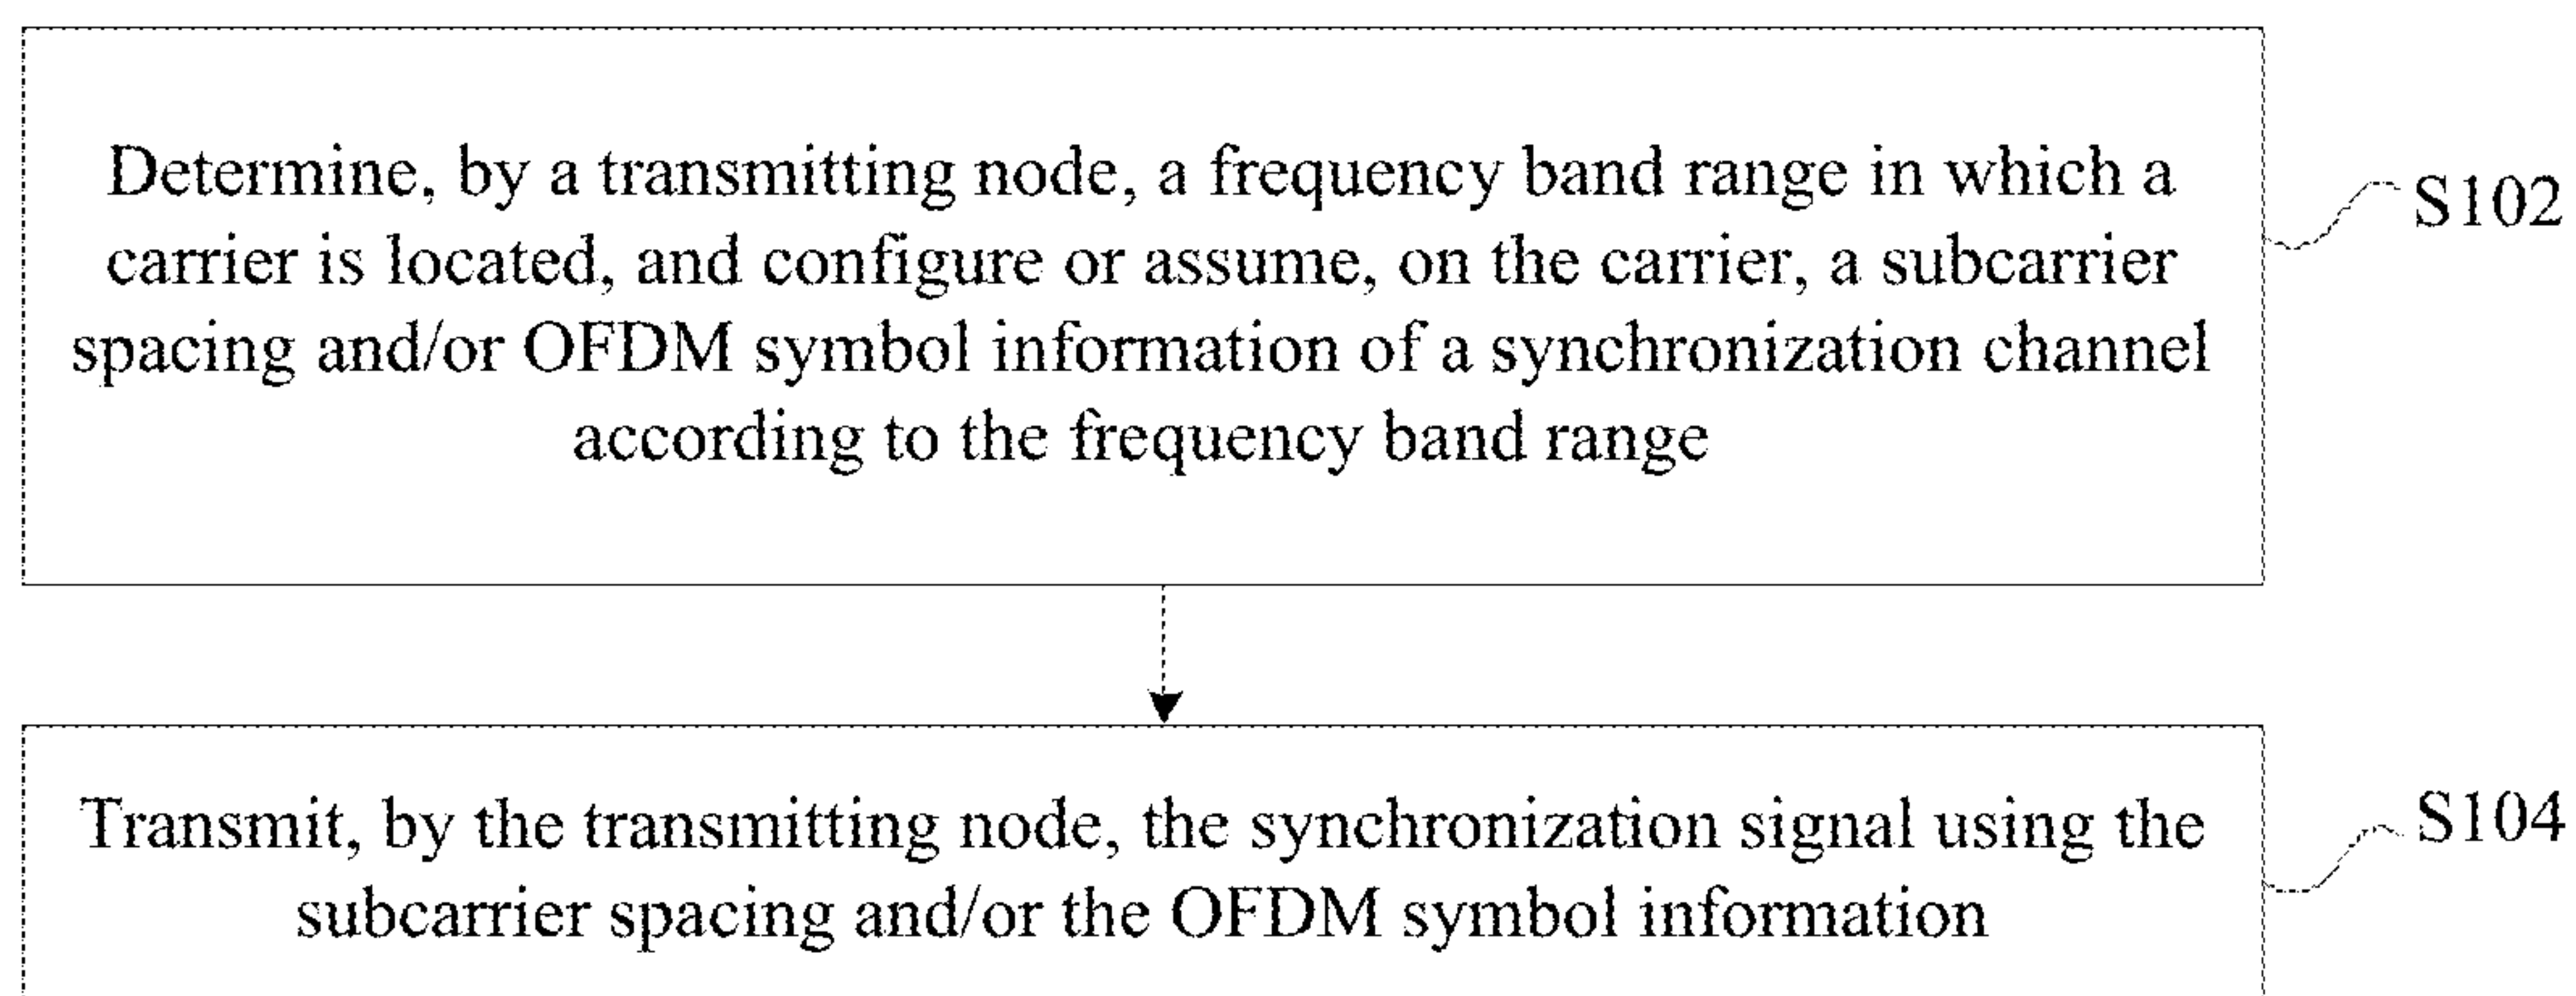 Determine, by a transmitting node, a frequency band range in which a
carrier is located, and configure or assume, on the carrier, a subcarrier
spacing and/or OFDM symbol information of a synchronization channel
according to the frequency band range
S102
Transmit, by the transmitting node, the synchronization signal using the
subcarrier spacing and/or the OFDM symbol information
S104